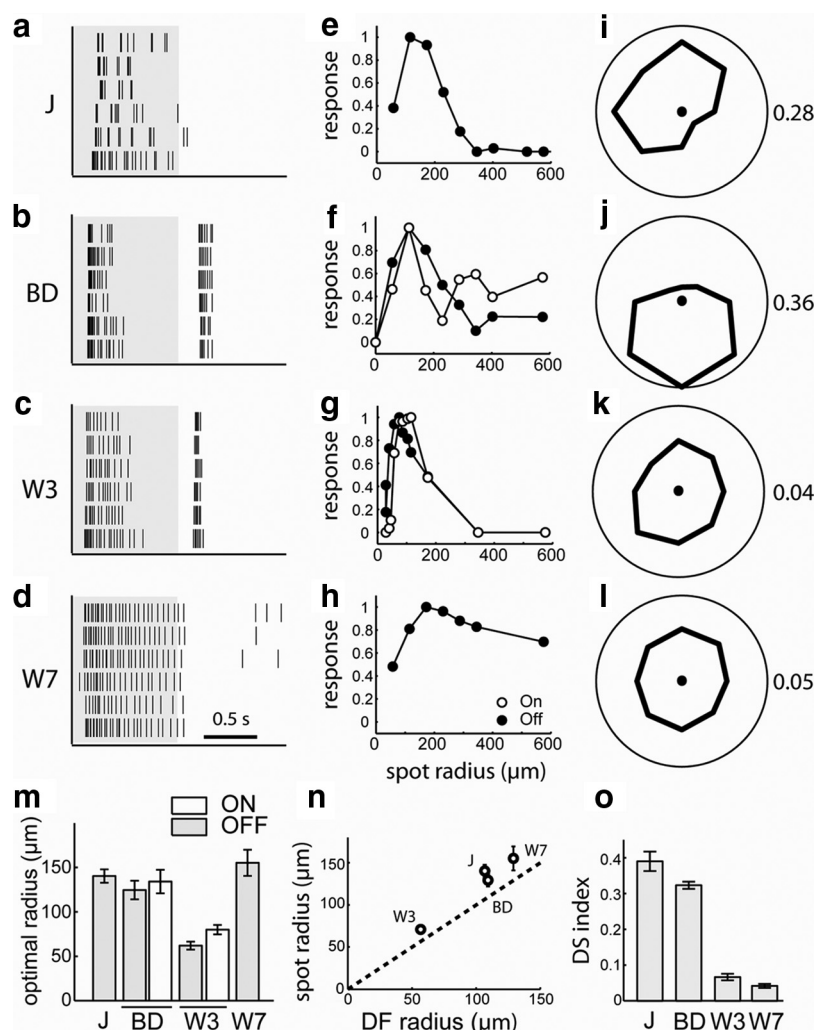 a
J
b
BD
c
W3
d
W7
0.5 s
e
response
1
0.8
0.6
0.4
0.2
0
0 200 400 600
f
response
1
0.8
0.6
0.4
0.2
0
0 200 400 600
g
response
1
0.8
0.6
0.4
0.2
0
0 200 400 600
h
response
1
0.8
0.6
0.4
0.2
0
On
Off
0 200 400 600
spot radius (µm)
i
0.28
j
0.36
k
0.04
l
0.05
m
ON
OFF
optimal radius (µm)
150
100
50
0
J BD W3 W7
n
spot radius (µm)
150
100
50
0
J
W7
BD
W3
0 50 100 150
DF radius (µm)
o
DS index
0.4
0.3
0.2
0.1
0
J BD W3 W7